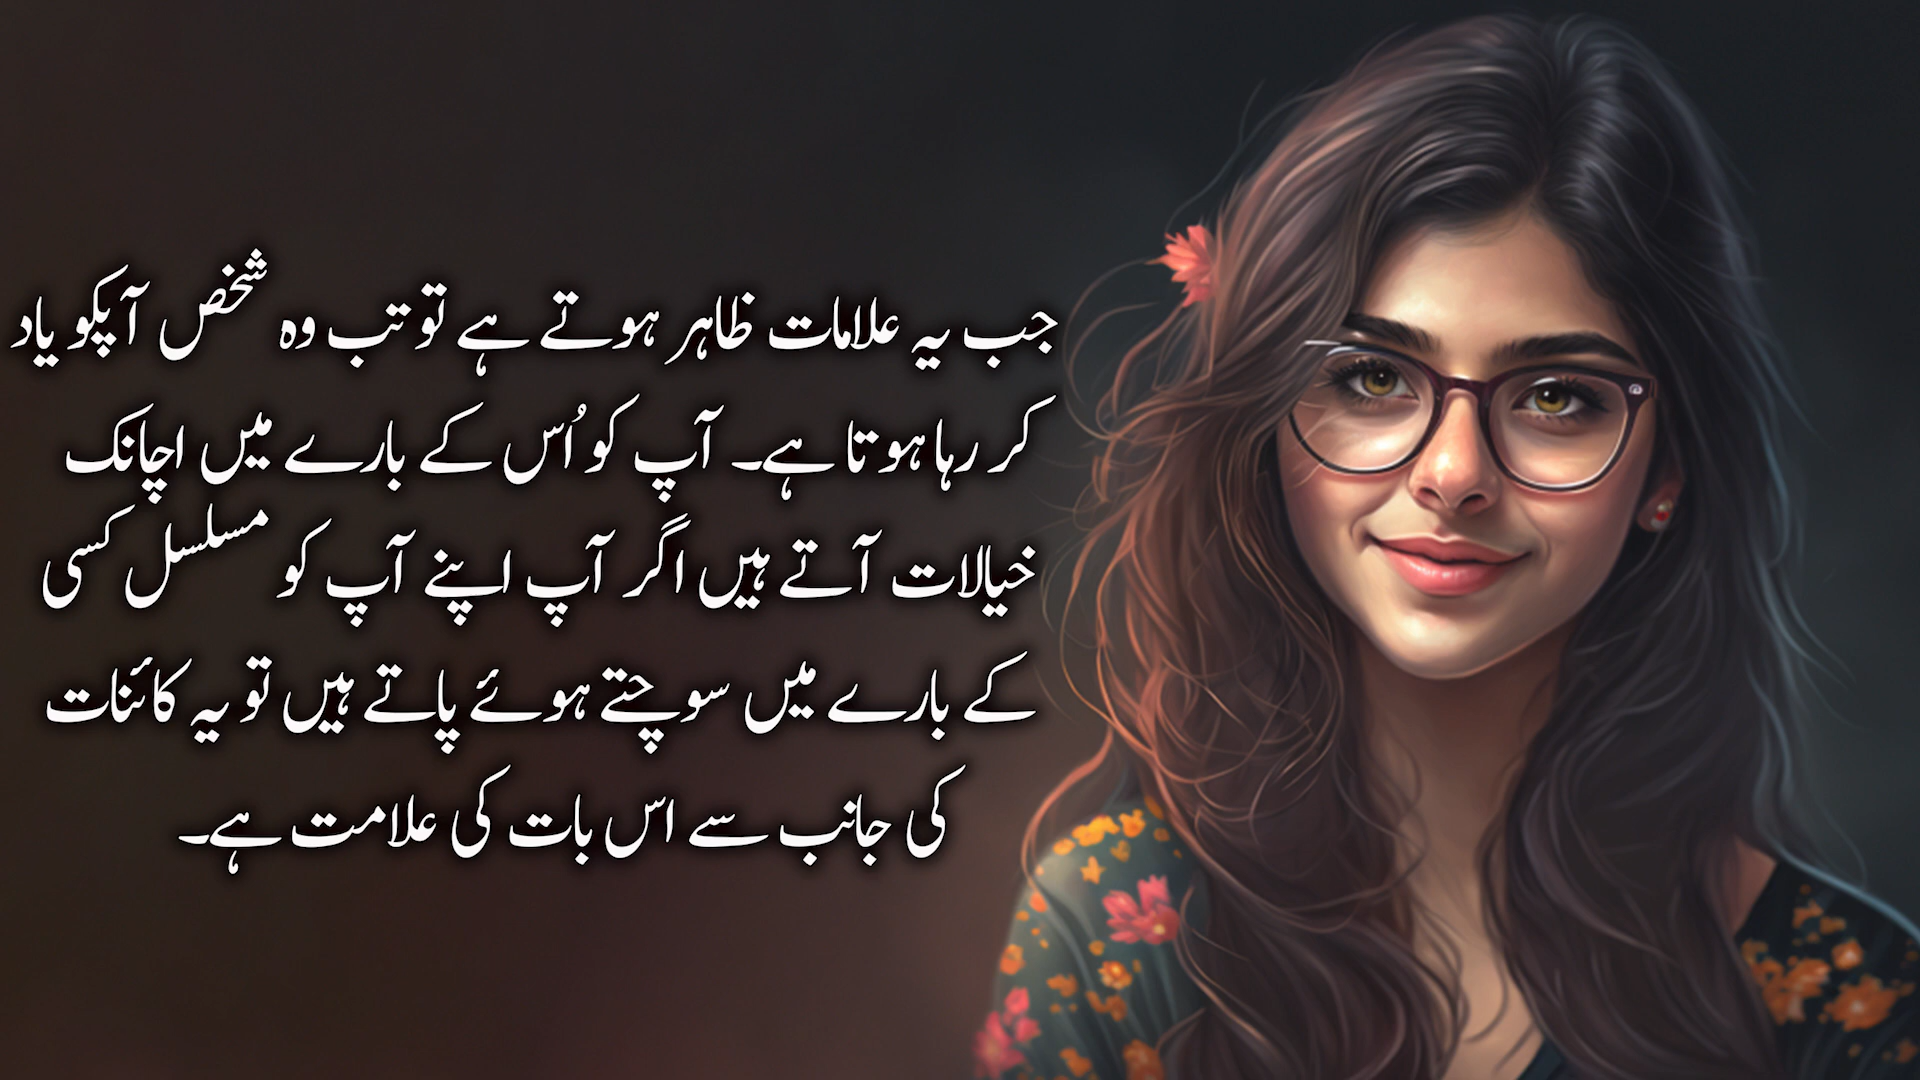 جب یہ علامات ظاہر ہوتے ہے تو تب وہ شخص آپکو یاد
کر رہا ہوتا ہے۔ آپ کو اُس کے بارے میں اچانک
خیالات آتے ہیں اگر آپ اپنے آپ کو مسلسل کسی
کے بارے میں سوچتے ہوئے پاتے ہیں تو یہ کائنات
کی جانب سے اس بات کی علامت ہے۔